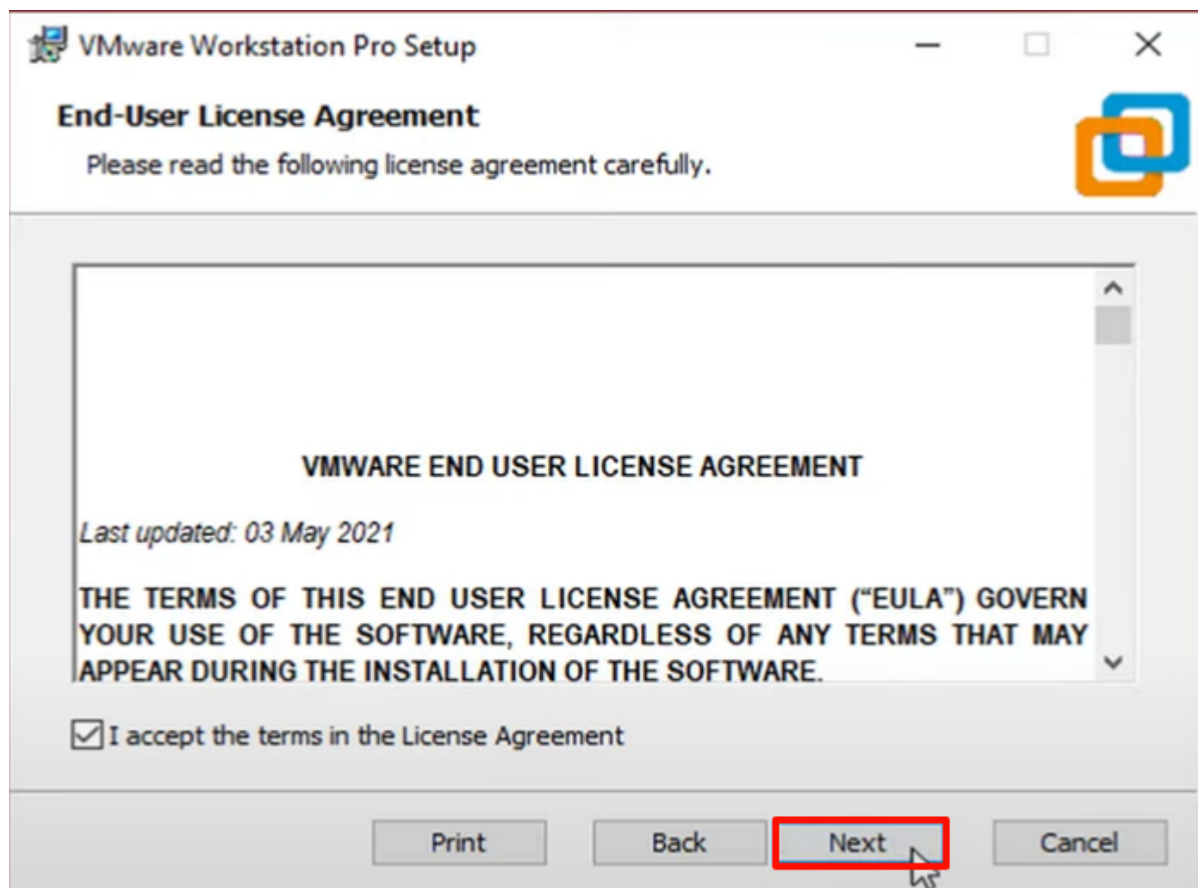 VMware Workstation Pro Setup
End-User License Agreement
Please read the following license agreement carefully.
VMWARE END USER LICENSE AGREEMENT
Last updated: 03 May 2021
THE TERMS OF THIS END USER LICENSE AGREEMENT (“EULA”) GOVERN
YOUR USE OF THE SOFTWARE, REGARDLESS OF ANY TERMS THAT MAY
APPEAR DURING THE INSTALLATION OF THE SOFTWARE.
I accept the terms in the License Agreement
Print Back Next Cancel